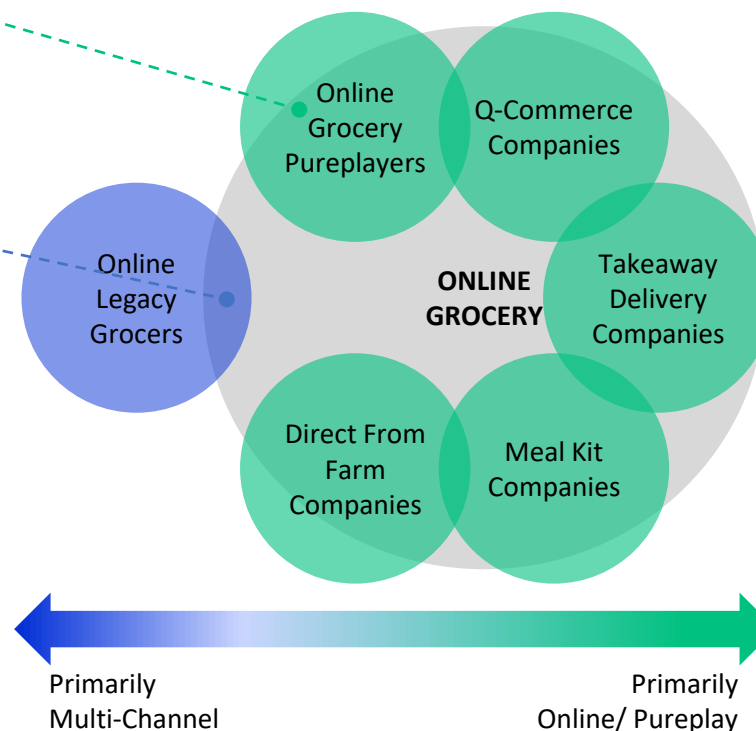 Online
Grocery
Pureplayers
Q-Commerce
Companies
Online
Legacy
Grocers
ONLINE
GROCERY
Takeaway
Delivery
Companies
Direct From
Farm
Companies
Meal Kit
Companies
Primarily
Multi-Channel
Primarily
Online/ Pureplay